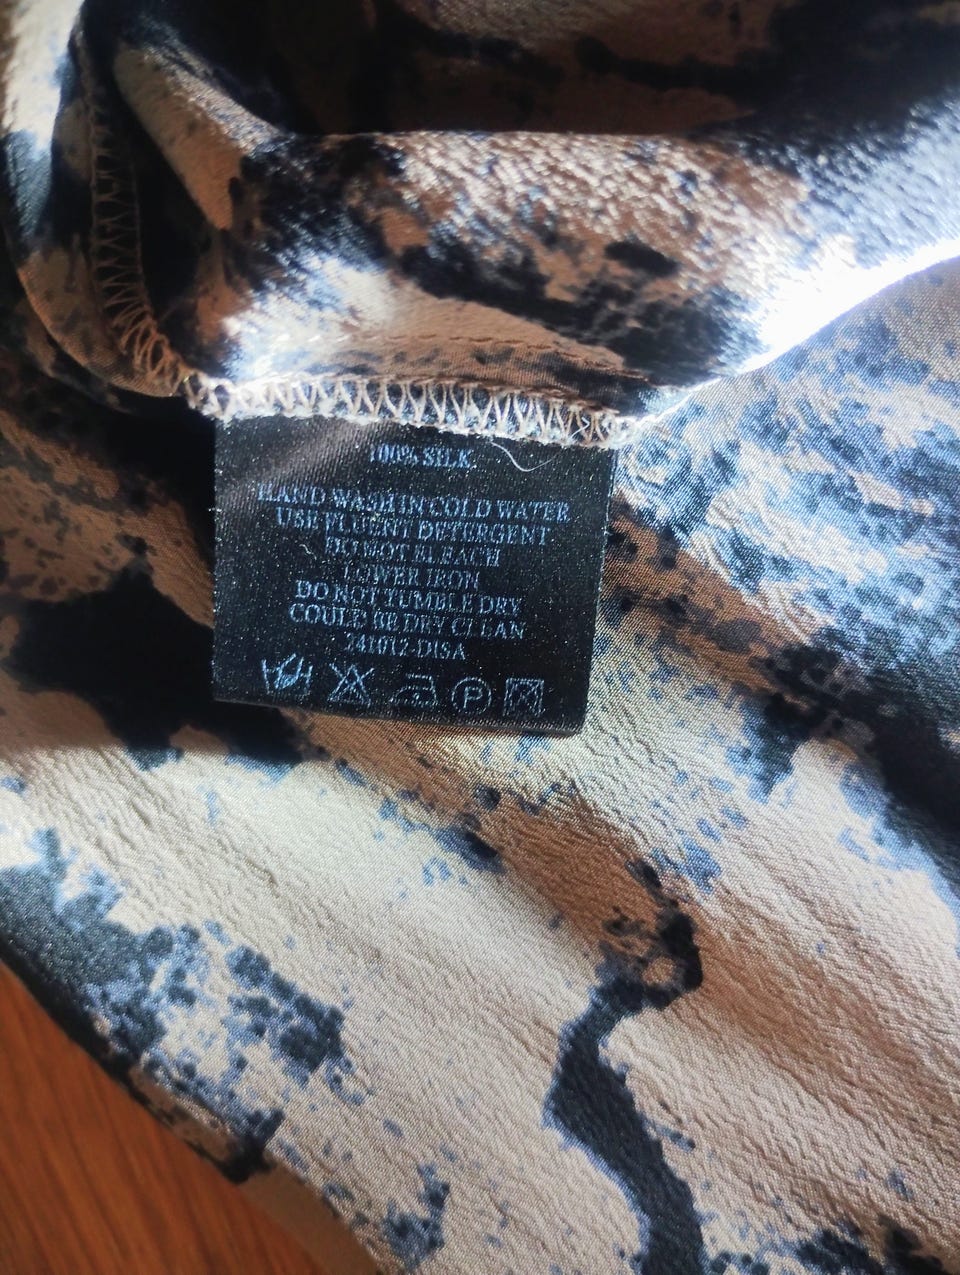 100% SILK
HAND WASH IN COLD WATER
USE FLUENT DETERGENT
DO NOT BLEACH
LOWER IRON
DO NOT TUMBLE DRY
COULD BE DRY CLEAN
241012-DISA
P